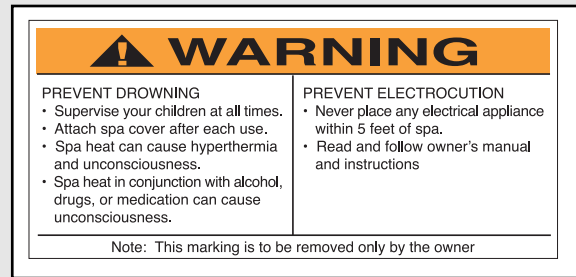 WARNING
PREVENT DROWNING
• Supervise your children at all times.
• Attach spa cover after each use.
• Spa heat can cause hyperthermia
and unconsciousness.
• Spa heat in conjunction with alcohol,
drugs, or medication can cause
unconsciousness.
PREVENT ELECTROCUTION
• Never place any electrical appliance
within 5 feet of spa.
• Read and follow owner's manual
and instructions
Note: This marking is to be removed only by the owner